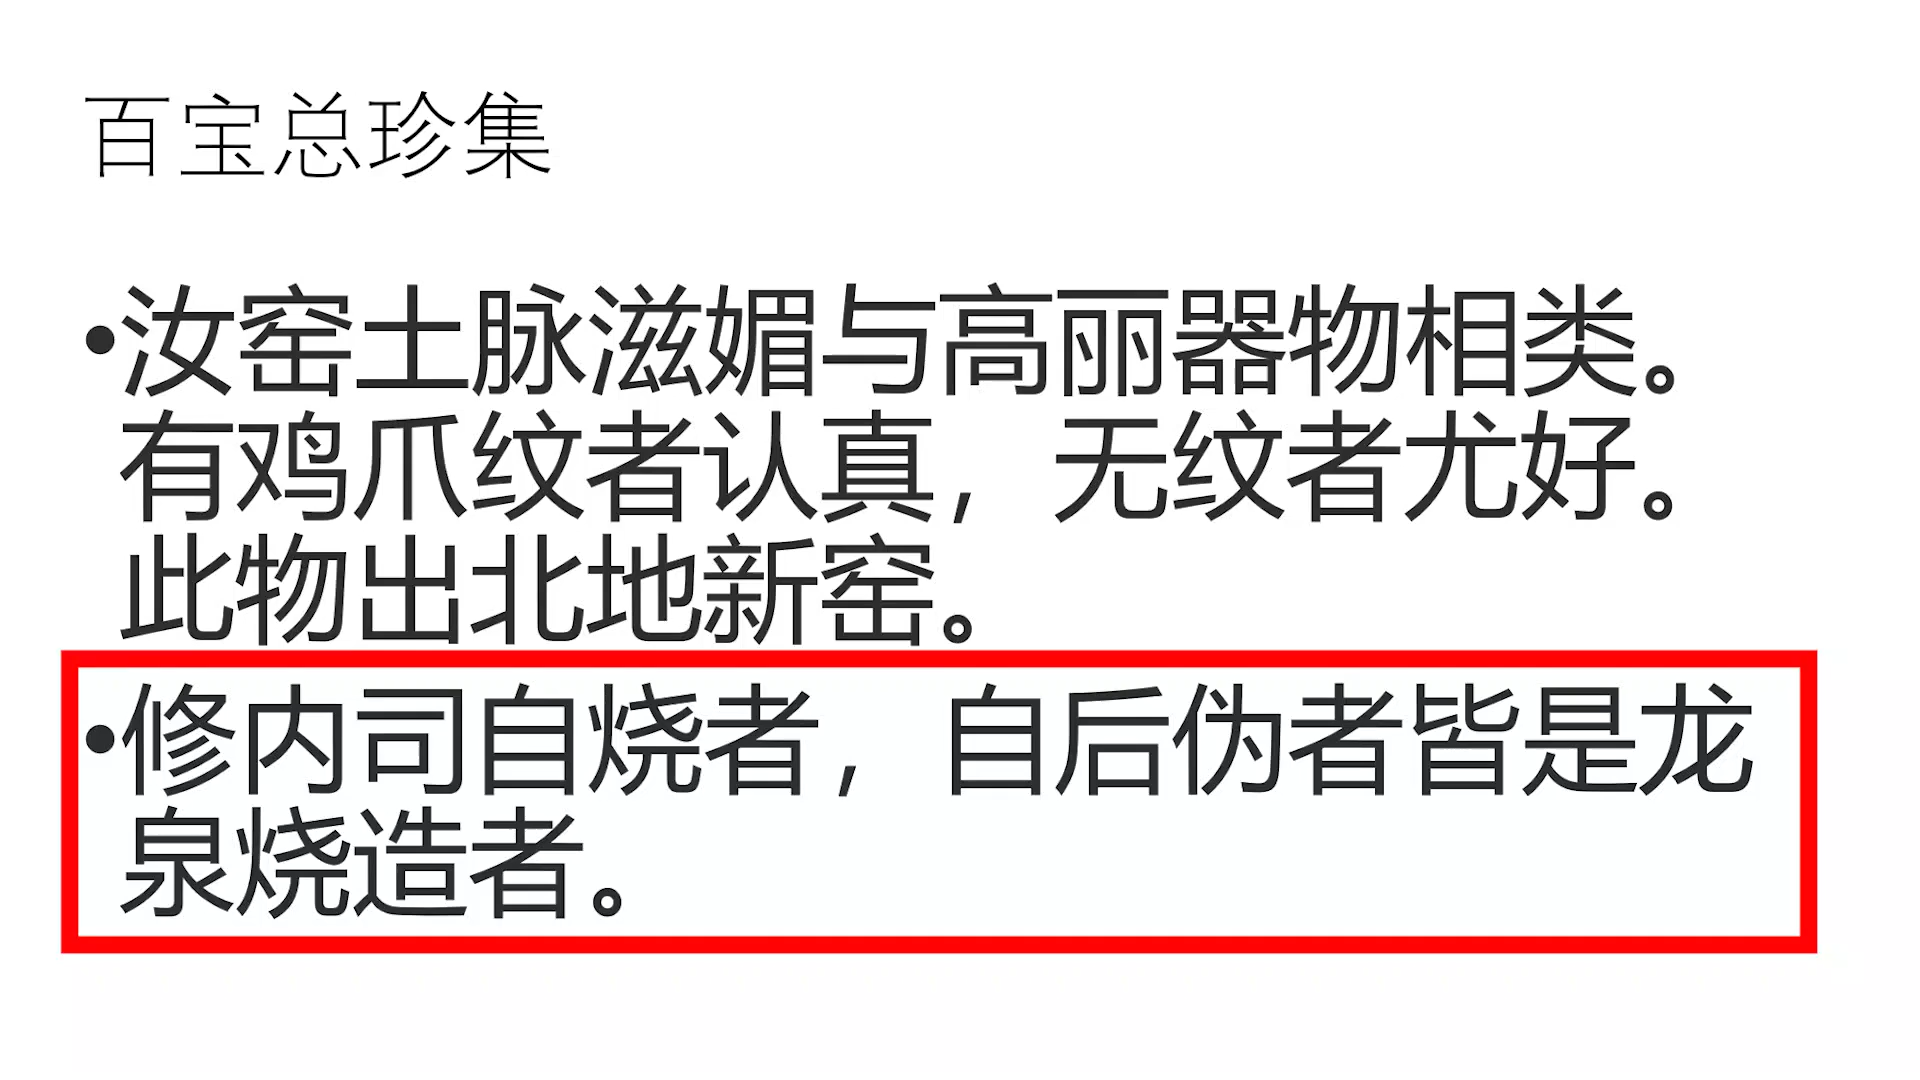 百宝总珍集
•汝窑土脉滋媚与高丽器物相类。
有鸡爪纹者认真，无纹者尤好。
此物出北地新窑。
•修内司自烧者，自后伪者皆是龙
泉烧造者。